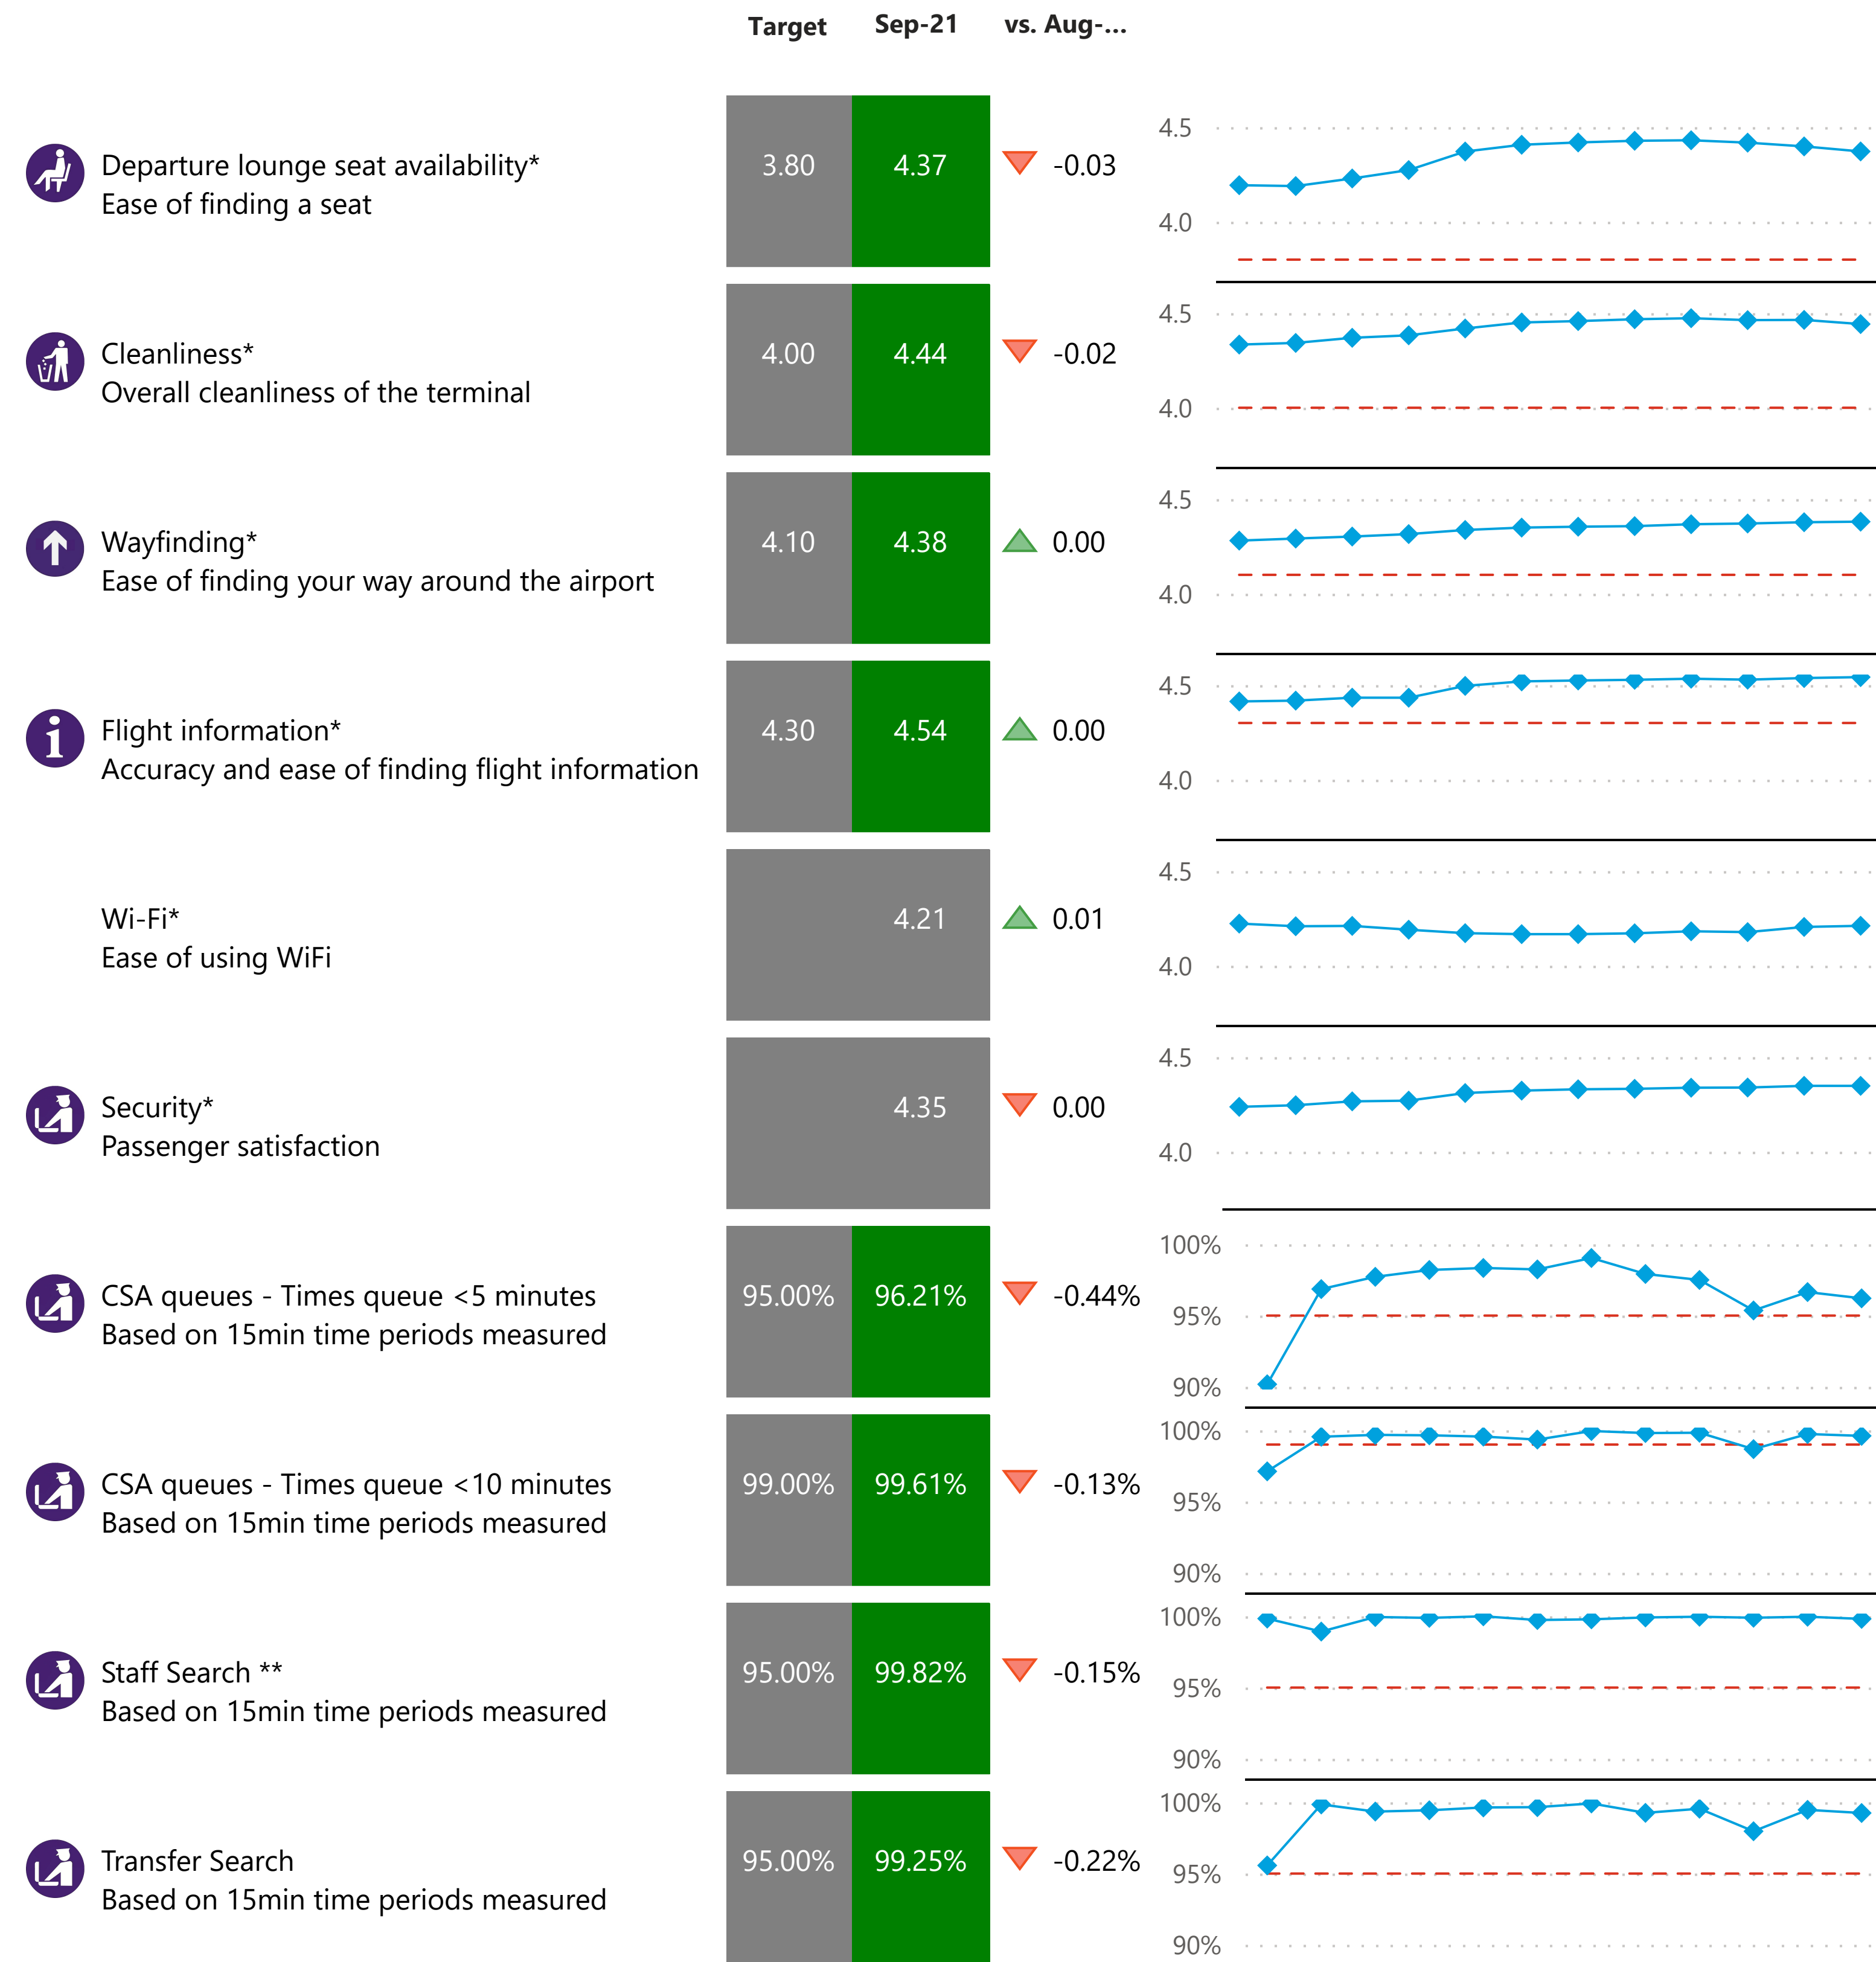 Target Sep-21 vs. Aug-...
Departure lounge seat availability*
Ease of finding a seat
3.80 4.37 -0.03
4.5
4.0
Cleanliness*
Overall cleanliness of the terminal
4.00 4.44 -0.02
4.5
4.0
Wayfinding*
Ease of finding your way around the airport
4.10 4.38 0.00
4.5
4.0
Flight information*
Accuracy and ease of finding flight information
4.30 4.54 0.00
4.5
4.0
Wi-Fi*
Ease of using WiFi
4.21 0.01
4.5
4.0
Security*
Passenger satisfaction
4.35 0.00
4.5
4.0
CSA queues - Times queue <5 minutes
Based on 15min time periods measured
95.00% 96.21% -0.44%
100%
95%
90%
CSA queues - Times queue <10 minutes
Based on 15min time periods measured
99.00% 99.61% -0.13%
100%
95%
90%
Staff Search **
Based on 15min time periods measured
95.00% 99.82% -0.15%
100%
95%
90%
Transfer Search
Based on 15min time periods measured
95.00% 99.25% -0.22%
100%
95%
90%